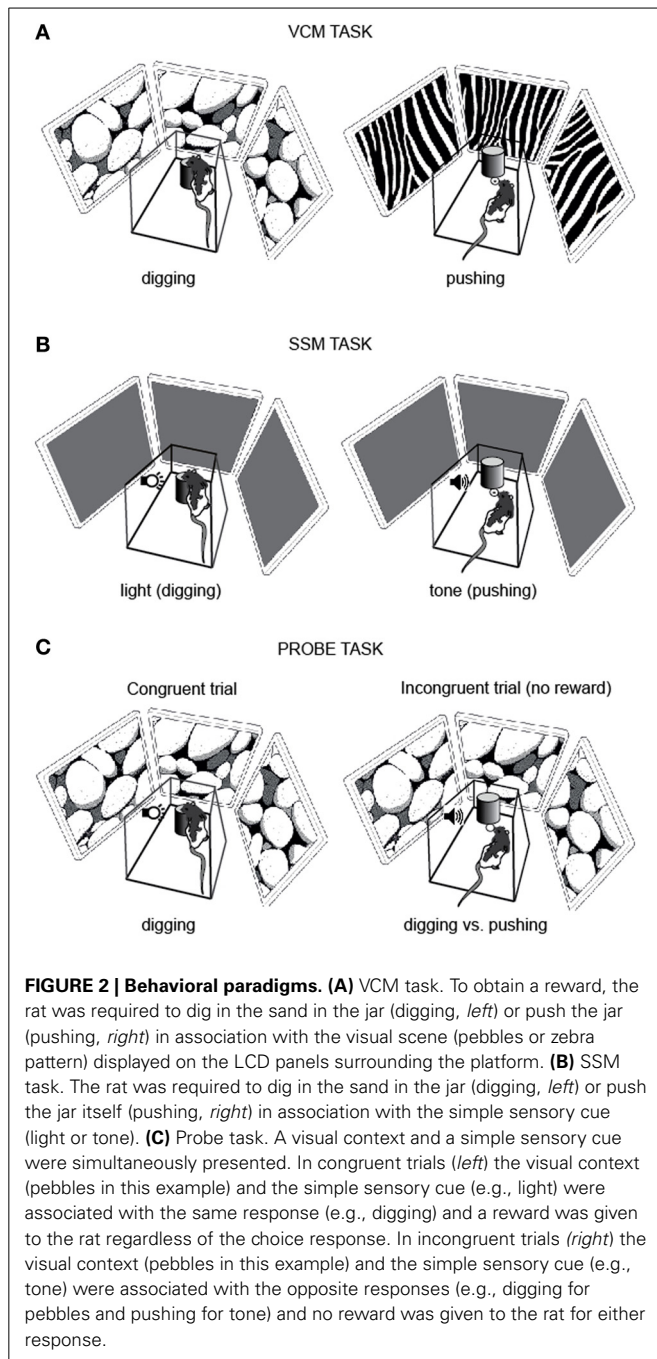 A
VCM TASK
digging pushing
B
SSM TASK
light (digging) tone (pushing)
C
PROBE TASK
Congruent trial Incongruent trial (no reward)
digging digging vs. pushing
FIGURE 2 | Behavioral paradigms. (A) VCM task. To obtain a reward, the
rat was required to dig in the sand in the jar (digging, left) or push the jar
(pushing, right) in association with the visual scene (pebbles or zebra
pattern) displayed on the LCD panels surrounding the platform. (B) SSM
task. The rat was required to dig in the sand in the jar (digging, left) or push
the jar itself (pushing, right) in association with the simple sensory cue
(light or tone). (C) Probe task. A visual context and a simple sensory cue
were simultaneously presented. In congruent trials (left) the visual context
(pebbles in this example) and the simple sensory cue (e.g., light) were
associated with the same response (e.g., digging) and a reward was given
to the rat regardless of the choice response. In incongruent trials (right) the
visual context (pebbles in this example) and the simple sensory cue (e.g.,
tone) were associated with the opposite responses (e.g., digging for
pebbles and pushing for tone) and no reward was given to the rat for either
response.